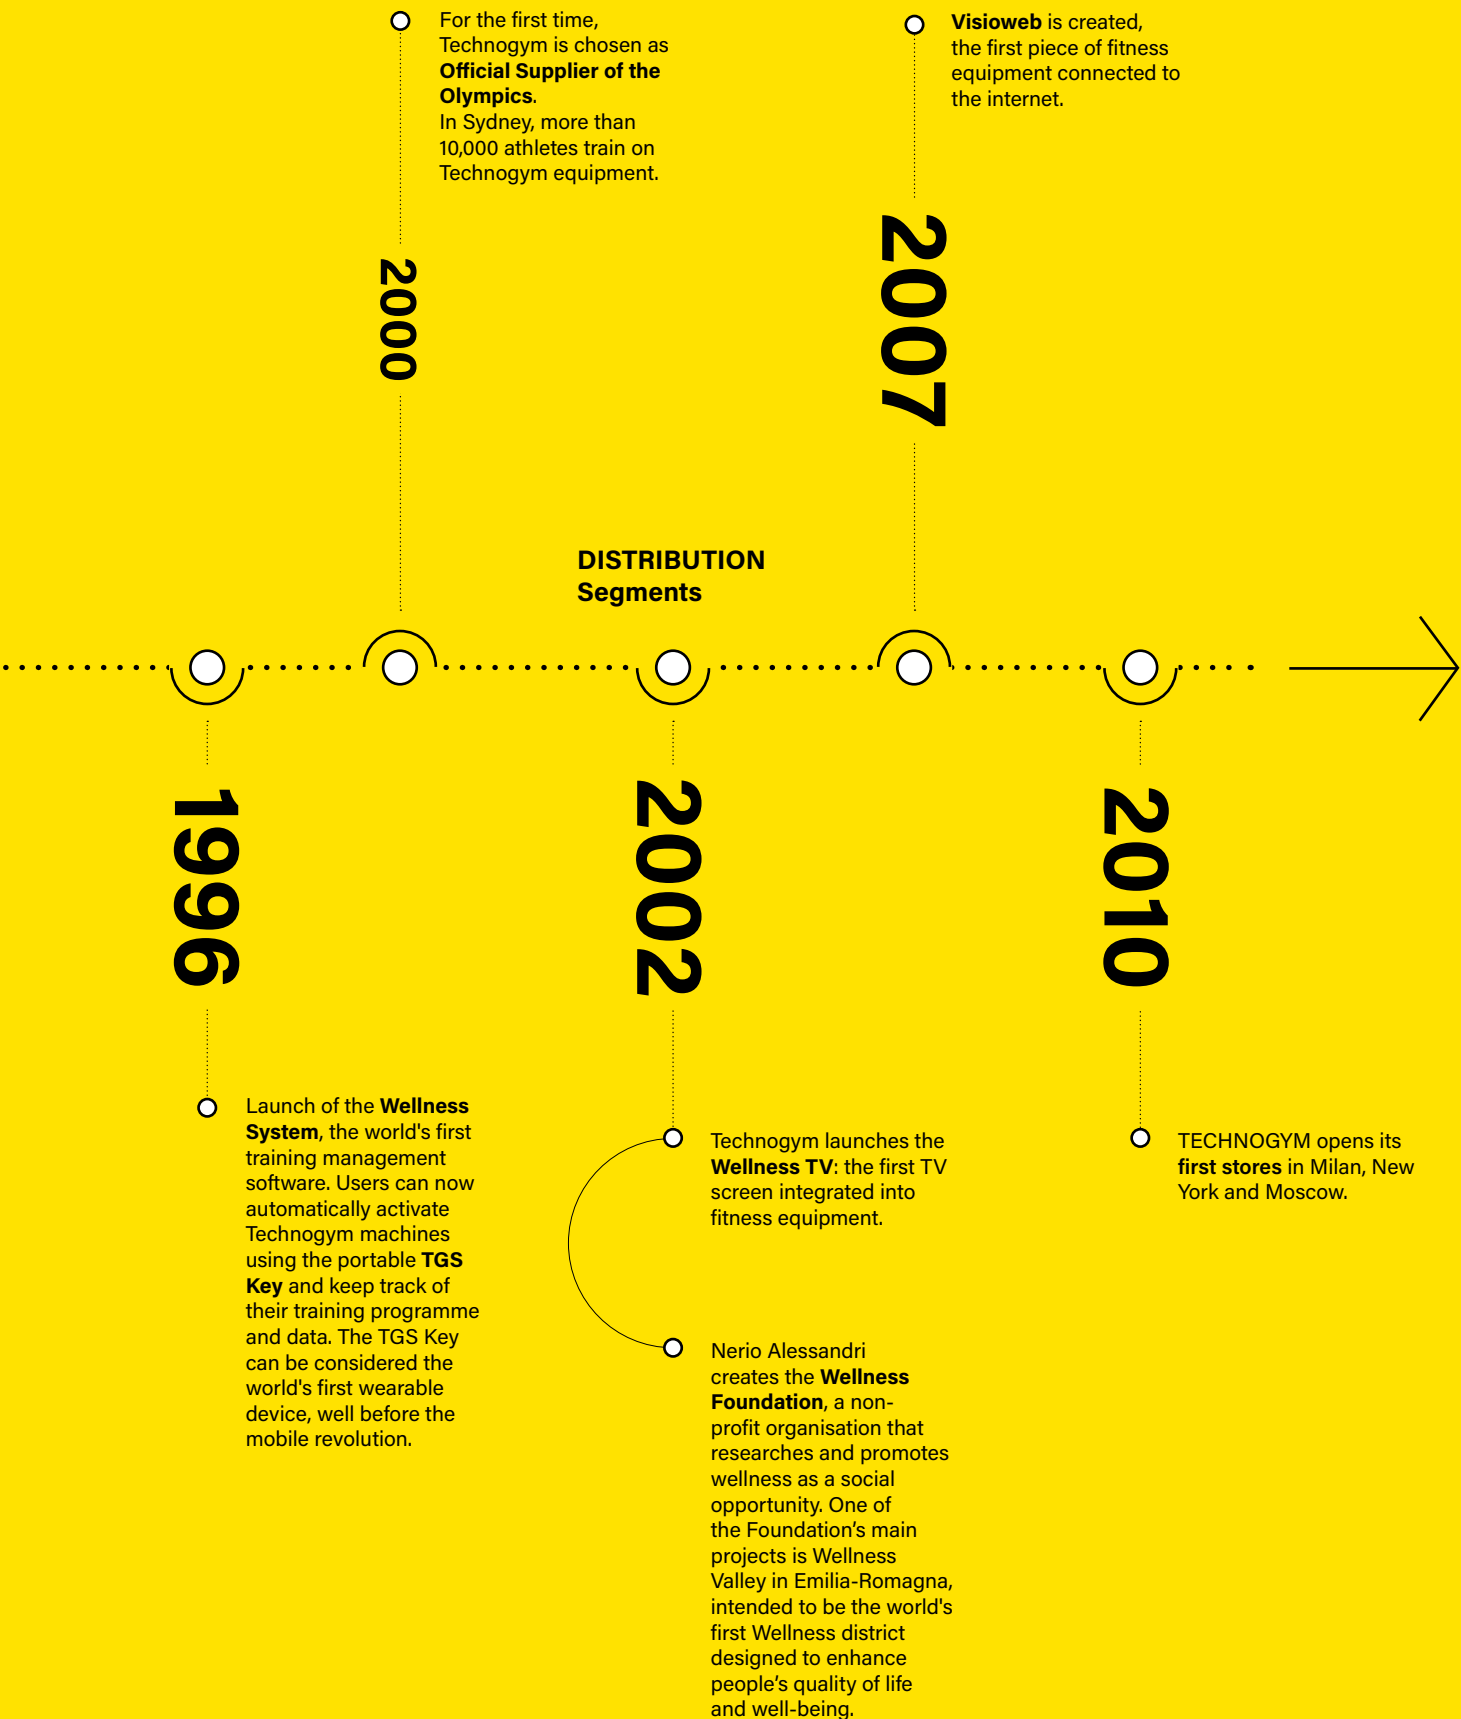 For the first time,
Technogym is chosen as
Official Supplier of the
Olympics.
In Sydney, more than
10,000 athletes train on
Technogym equipment.
2000
Visioweb is created,
the first piece of fitness
equipment connected to
the internet.
2007
DISTRIBUTION
Segments
1996
Launch of the Wellness
System, the world's first
training management
software. Users can now
automatically activate
Technogym machines
using the portable TGS
Key and keep track of
their training programme
and data. The TGS Key
can be considered the
world's first wearable
device, well before the
mobile revolution.
2002
Technogym launches the
Wellness TV: the first TV
screen integrated into
fitness equipment.
Nerio Alessandri
creates the Wellness
Foundation, a non-
profit organisation that
researches and promotes
wellness as a social
opportunity. One of
the Foundation’s main
projects is Wellness
Valley in Emilia-Romagna,
intended to be the world's
first Wellness district
designed to enhance
people’s quality of life
and well-being.
2010
TECHNOGYM opens its
first stores in Milan, New
York and Moscow.